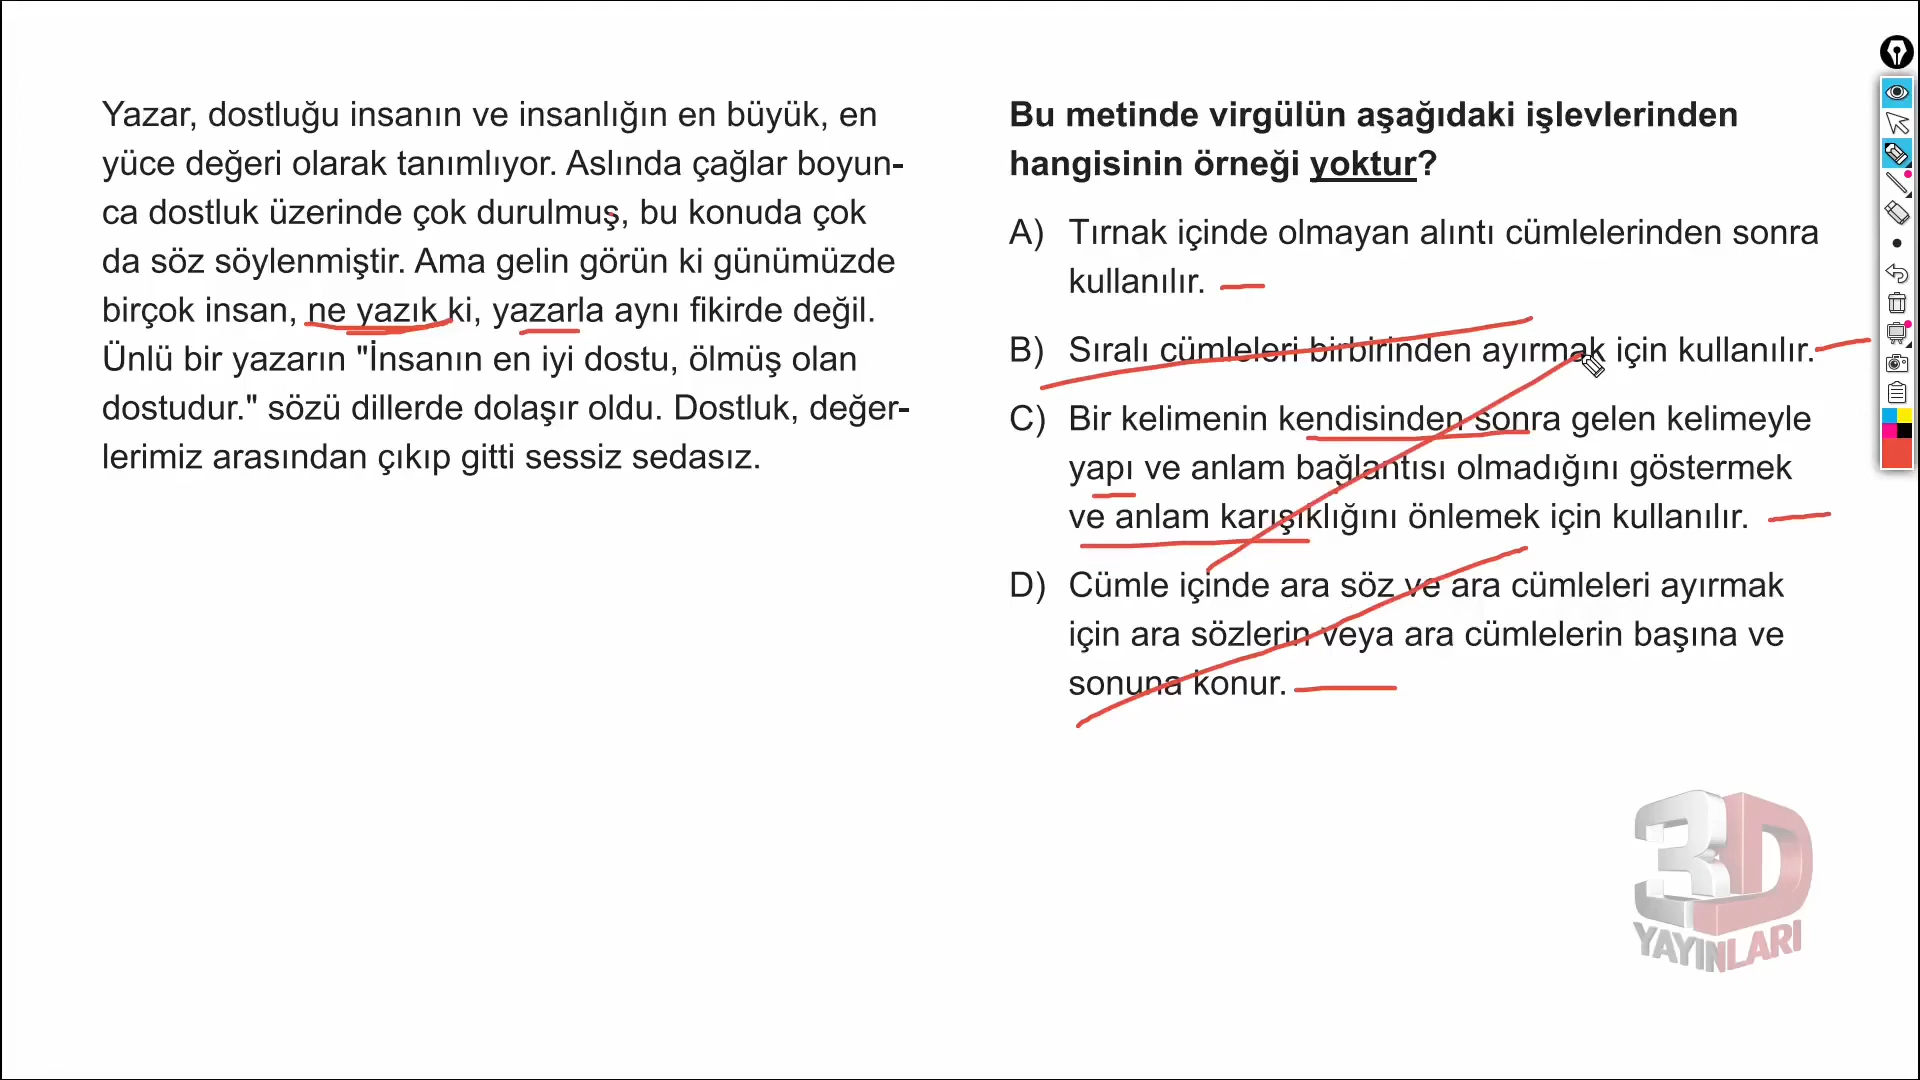 Yazar, dostluğu insanın ve insanlığın en büyük, en
yüce değeri olarak tanımlıyor. Aslında çağlar boyun-
ca dostluk üzerinde çok durulmuş, bu konuda çok
da söz söylenmiştir. Ama gelin görün ki günümüzde
birçok insan, ne yazık ki, yazarla aynı fikirde değil.
Ünlü bir yazarın "İnsanın en iyi dostu, ölmüş olan
dostudur." sözü dillerde dolaşır oldu. Dostluk, değer-
lerimiz arasından çıkıp gitti sessiz sedasız.
Bu metinde virgülün aşağıdaki işlevlerinden
hangisinin örneği yoktur?
A) Tırnak içinde olmayan alıntı cümlelerinden sonra
kullanılır.
B) Sıralı cümleleri birbirinden ayırmak için kullanılır.
C) Bir kelimenin kendisinden sonra gelen kelimeyle
yapı ve anlam bağlantısı olmadığını göstermek
ve anlam karışıklığını önlemek için kullanılır.
D) Cümle içinde ara söz ve ara cümleleri ayırmak
için ara sözlerin veya ara cümlelerin başına ve
sonuna konur.
3D
YAYINLARI